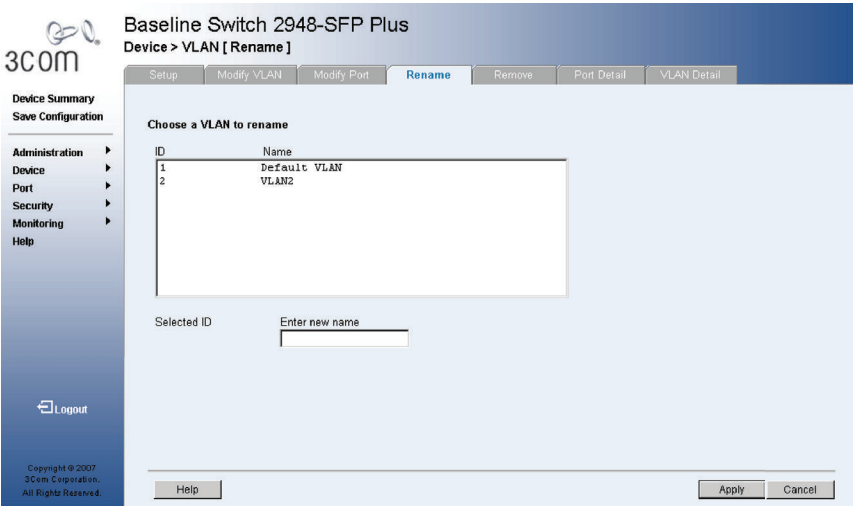 3COM
Baseline Switch 2948-SFP Plus
Device > VLAN [ Rename ]
Setup Modify VLAN Modify Port Rename Remove Port Detail VLAN Detail
Device Summary
Save Configuration
Administration
Device
Port
Security
Monitoring
Help
Logout
Copyright © 2007
3Com Corporation.
All Rights Reserved.
Choose a VLAN to rename
ID Name
1 Default VLAN
2 VLAN2
Selected ID Enter new name
Help Apply Cancel